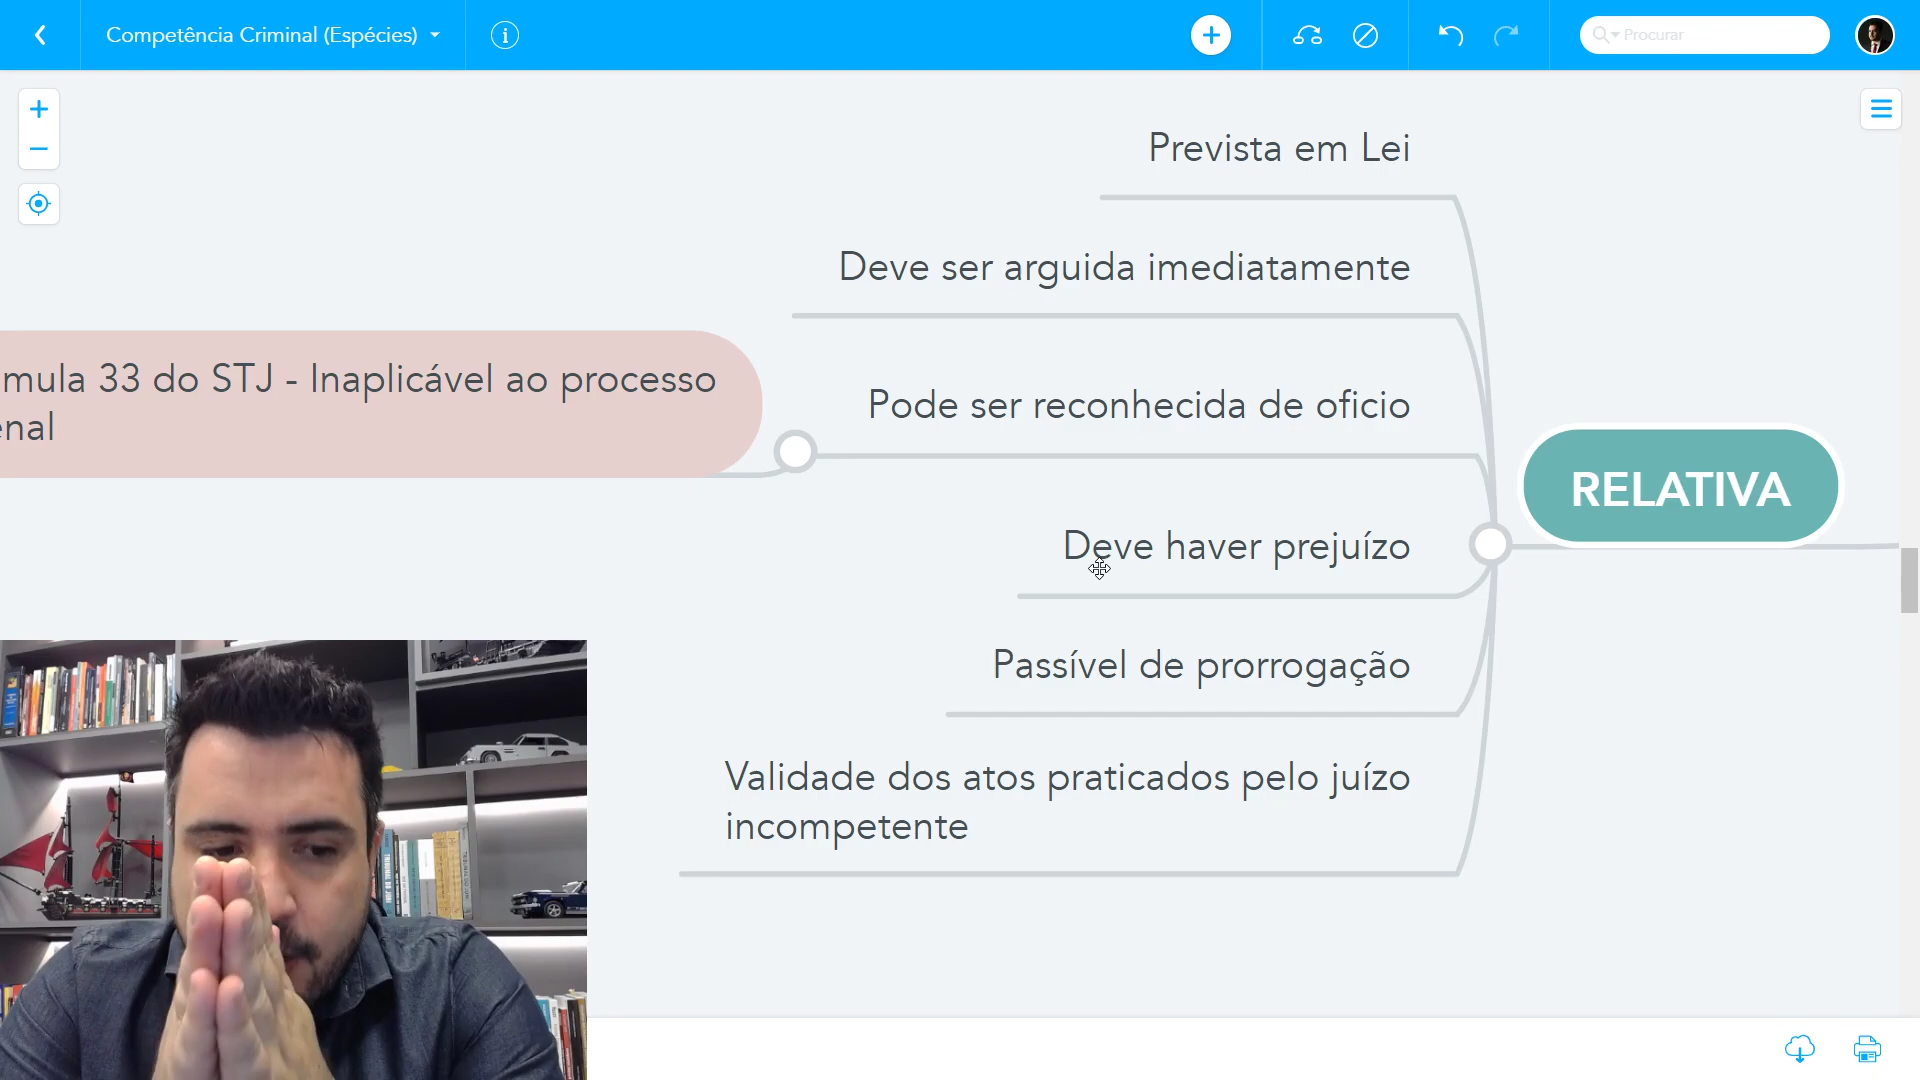 Competência Criminal (Espécies)
Procurar
Prevista em Lei
Deve ser arguida imediatamente
mula 33 do STJ - Inaplicável ao processo
enal
Pode ser reconhecida de oficio
RELATIVA
Deve haver prejuízo
Passível de prorrogação
Validade dos atos praticados pelo juízo
incompetente